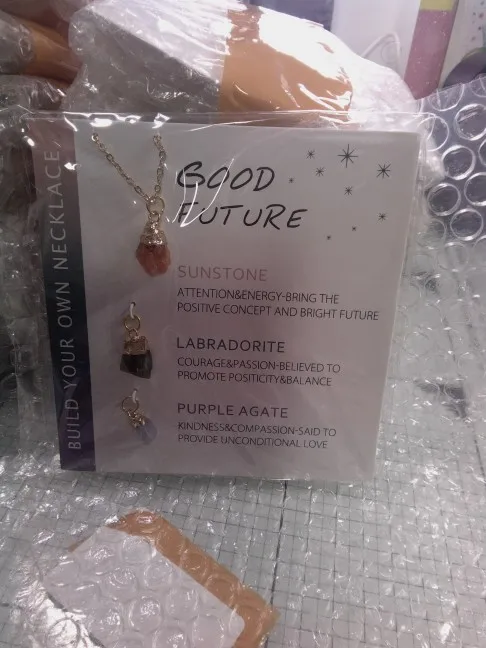 BUILD YOUR OWN NECKLACE,
GOOD
FUTURE
SUNSTONE
ATTENTION&ENERGY-BRING THE
POSITIVE CONCEPT AND BRIGHT FUTURE
LABRADORITE
COURAGE&PASSION-BELIEVED TO
PROMOTE POSITICITY&BALANCE
PURPLE AGATE
KINDNESS&COMPASSION-SAID TO
PROVIDE UNCONDITIONAL LOVE